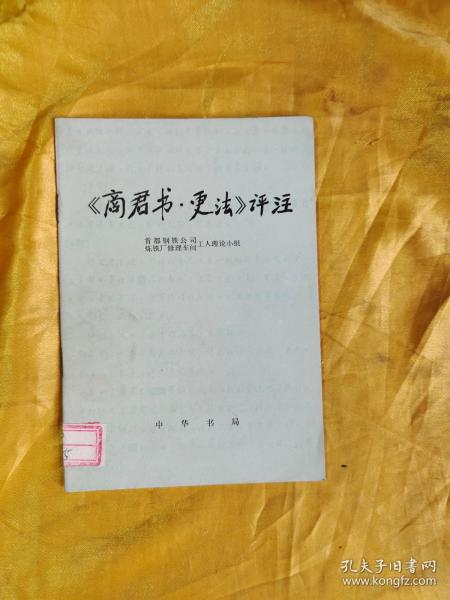 《商君书·更法》评注
首都钢铁公司
炼铁厂修理车间工人理论小组
中华书局
孔夫子旧书网
www.kongfz.com